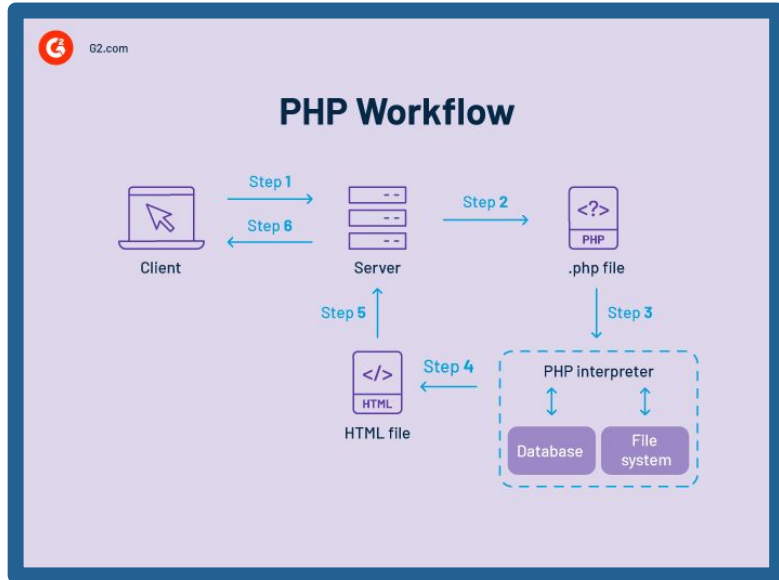 G2
G2.com
PHP Workflow
Step 1
Step 6
Step 2
<?>
PHP
Client
Server
.php file
Step 5
Step 3
</>
HTML
HTML file
Step 4
PHP interpreter
Database
File
system